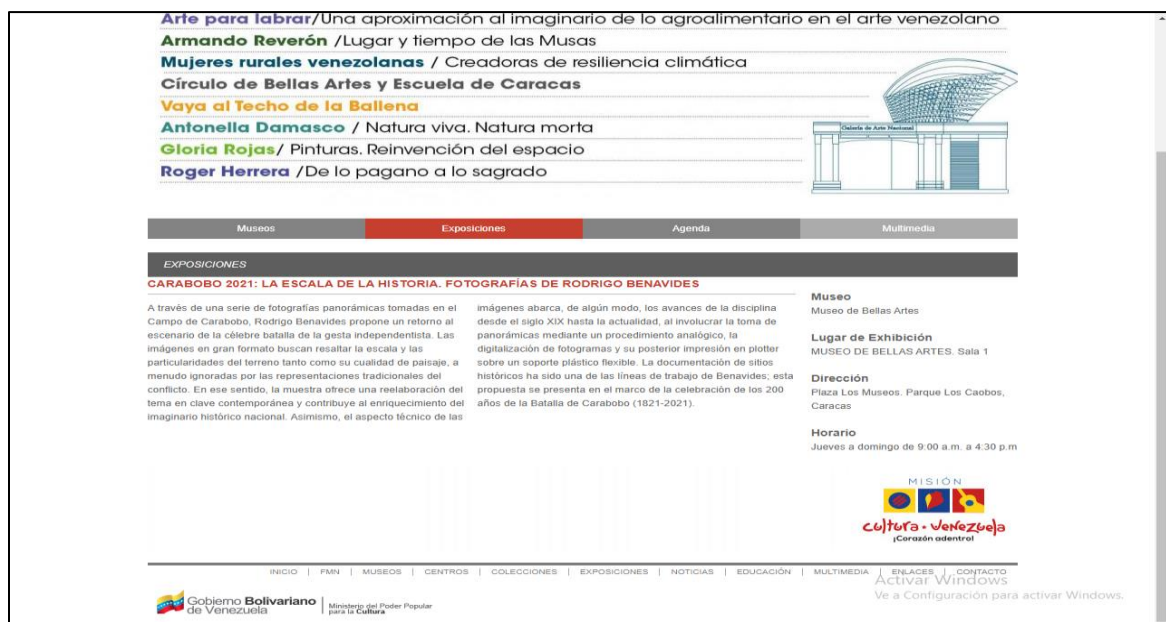 Arte para labrar/Una aproximación al imaginario de lo agroalimentario en el arte venezolano
Armando Reverón /Lugar y tiempo de las Musas
Mujeres rurales venezolanas / Creadoras de resiliencia climática
Círculo de Bellas Artes y Escuela de Caracas
Vaya al Techo de la Ballena
Antonella Damasco / Natura viva. Natura morta
Gloria Rojas/ Pinturas. Reinvención del espacio
Roger Herrera /De lo pagano a lo sagrado
Galería de Arte Nacional
Museos Exposiciones Agenda Multimedia
EXPOSICIONES
CARABOBO 2021: LA ESCALA DE LA HISTORIA. FOTOGRAFÍAS DE RODRIGO BENAVIDES
A través de una serie de fotografías panorámicas tomadas en el
Campo de Carabobo, Rodrigo Benavides propone un retorno al
escenario de la célebre batalla de la gesta independentista. Las
imágenes en gran formato buscan resaltar la escala y las
particularidades del terreno tanto como su cualidad de paisaje, a
menudo ignoradas por las representaciones tradicionales del
conflicto. En ese sentido, la muestra ofrece una reelaboración del
tema en clave contemporánea y contribuye al enriquecimiento del
imaginario histórico nacional. Asimismo, el aspecto técnico de las
imágenes abarca, de algún modo, los avances de la disciplina
desde el siglo XIX hasta la actualidad, al involucrar la toma de
panorámicas mediante un procedimiento analógico, la
digitalización de fotogramas y su posterior impresión en plotter
sobre un soporte plástico flexible. La documentación de sitios
históricos ha sido una de las líneas de trabajo de Benavides; esta
propuesta se presenta en el marco de la celebración de los 200
años de la Batalla de Carabobo (1821-2021).
Museo
Museo de Bellas Artes
Lugar de Exhibición
MUSEO DE BELLAS ARTES. Sala 1
Dirección
Plaza Los Museos. Parque Los Caobos,
Caracas
Horario
Jueves a domingo de 9:00 a.m. a 4:30 p.m
MISIÓN
cultura · venezuela
¡Corazón adentro!
INICIO | FMN | MUSEOS | CENTROS | COLECCIONES | EXPOSICIONES | NOTICIAS | EDUCACIÓN | MULTIMEDIA | ENLACES | CONTACTO
Activar Windows
Ve a Configuración para activar Windows.
Gobierno Bolivariano
de Venezuela
Ministerio del Poder Popular
para la Cultura